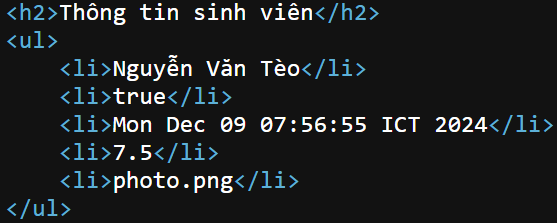 <h2>Thông tin sinh viên</h2>
<ul>
<li>Nguyễn Văn Tèo</li>
<li>true</li>
<li>Mon Dec 09 07:56:55 ICT 2024</li>
<li>7.5</li>
<li>photo.png</li>
</ul>